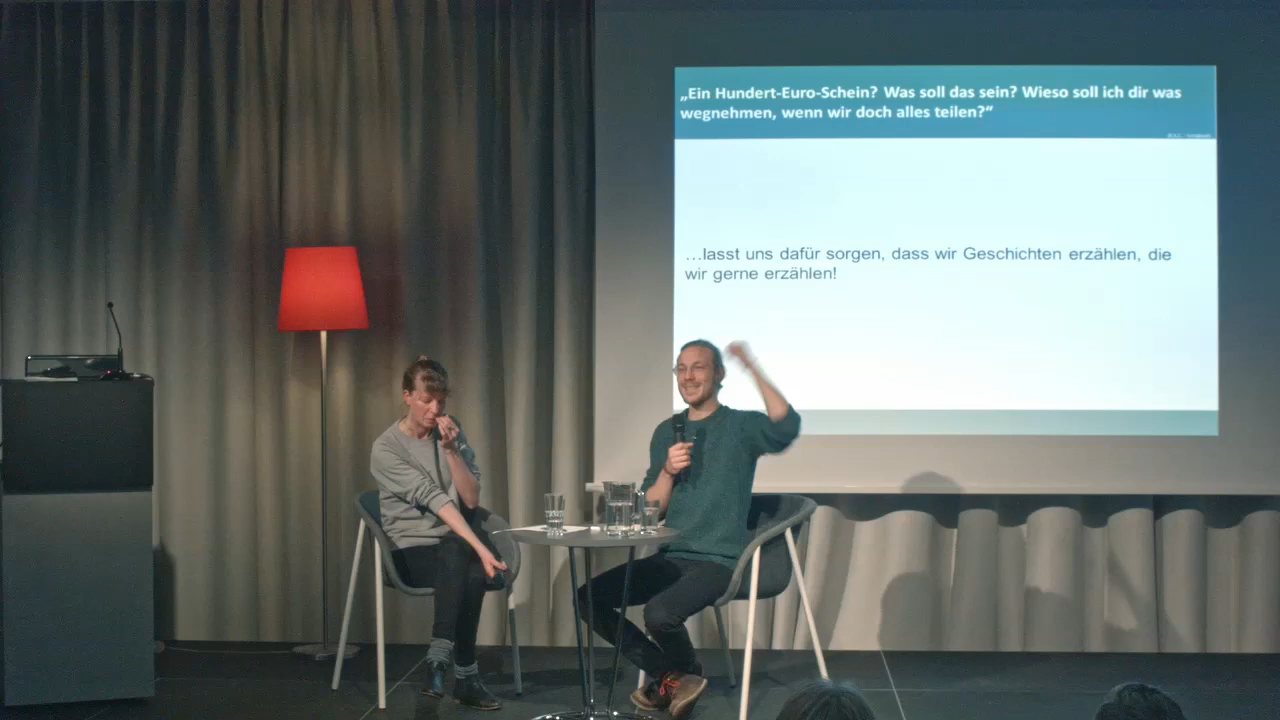 „Ein Hundert-Euro-Schein? Was soll das sein? Wieso soll ich dir was
wegnehmen, wenn wir doch alles teilen?“
…lasst uns dafür sorgen, dass wir Geschichten erzählen, die
wir gerne erzählen!